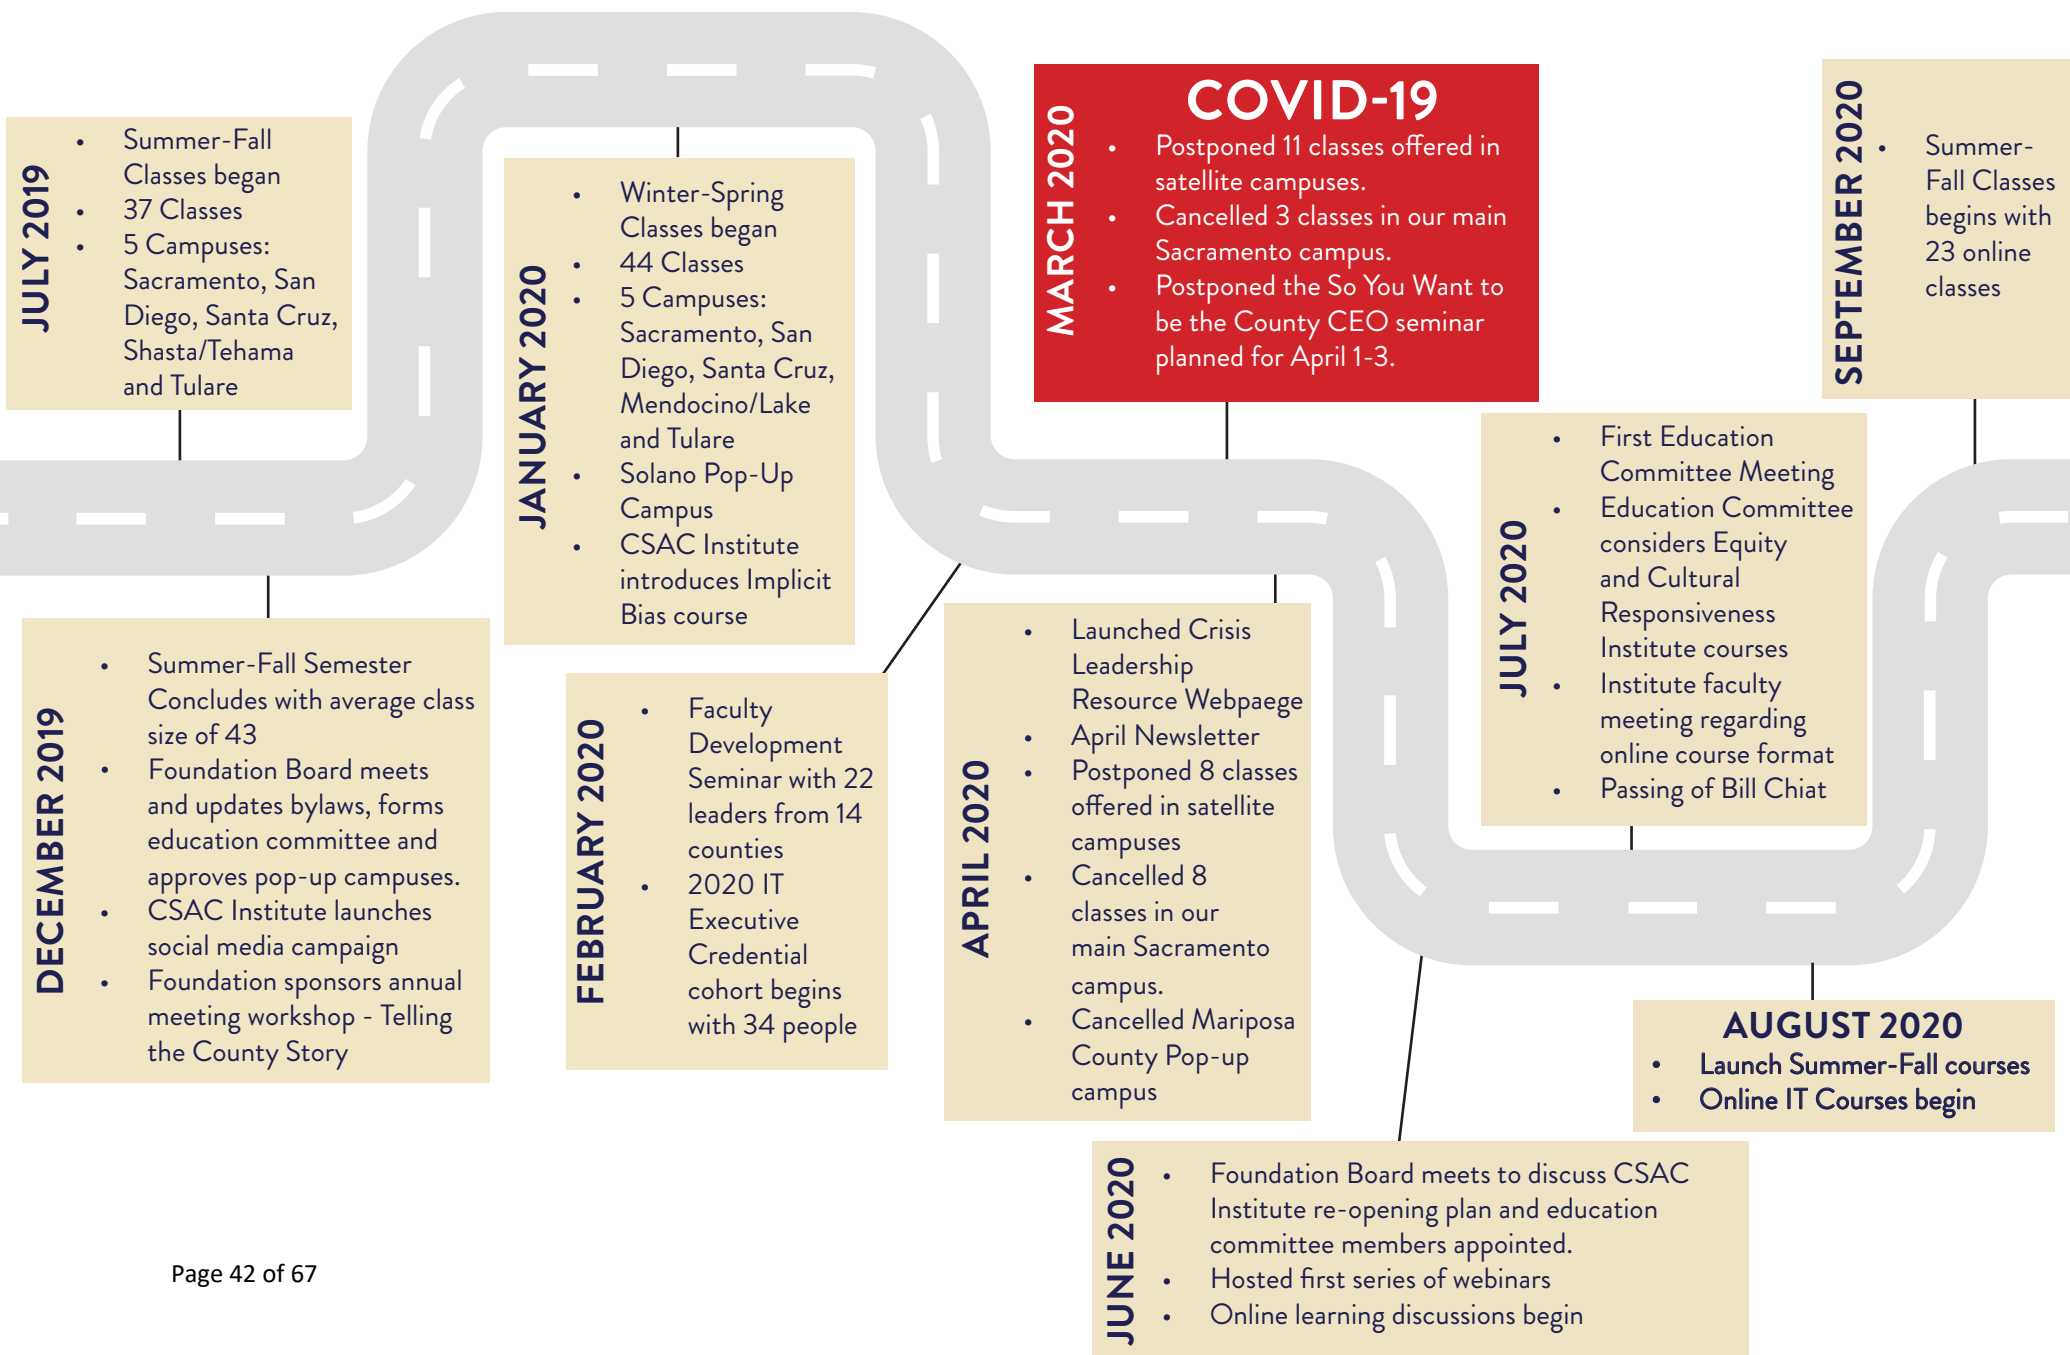 JULY 2019
• Summer-Fall
Classes began
• 37 Classes
• 5 Campuses:
Sacramento, San
Diego, Santa Cruz,
Shasta/Tehama
and Tulare
DECEMBER 2019
• Summer-Fall Semester
Concludes with average class
size of 43
• Foundation Board meets
and updates bylaws, forms
education committee and
approves pop-up campuses.
• CSAC Institute launches
social media campaign
• Foundation sponsors annual
meeting workshop - Telling
the County Story
JANUARY 2020
• Winter-Spring
Classes began
• 44 Classes
• 5 Campuses:
Sacramento, San
Diego, Santa Cruz,
Mendocino/Lake
and Tulare
• Solano Pop-Up
Campus
• CSAC Institute
introduces Implicit
Bias course
FEBRUARY 2020
• Faculty
Development
Seminar with 22
leaders from 14
counties
• 2020 IT
Executive
Credential
cohort begins
with 34 people
MARCH 2020
COVID-19
• Postponed 11 classes offered in
satellite campuses.
• Cancelled 3 classes in our main
Sacramento campus.
• Postponed the So You Want to
be the County CEO seminar
planned for April 1-3.
APRIL 2020
• Launched Crisis
Leadership
Resource Webpaege
• April Newsletter
• Postponed 8 classes
offered in satellite
campuses
• Cancelled 8
classes in our
main Sacramento
campus.
• Cancelled Mariposa
County Pop-up
campus
JUNE 2020
• Foundation Board meets to discuss CSAC
Institute re-opening plan and education
committee members appointed.
• Hosted first series of webinars
• Online learning discussions begin
JULY 2020
• First Education
Committee Meeting
• Education Committee
considers Equity
and Cultural
Responsiveness
Institute courses
• Institute faculty
meeting regarding
online course format
• Passing of Bill Chiat
AUGUST 2020
• Launch Summer-Fall courses
• Online IT Courses begin
SEPTEMBER 2020
• Summer-
Fall Classes
begins with
23 online
classes
Page 42 of 67